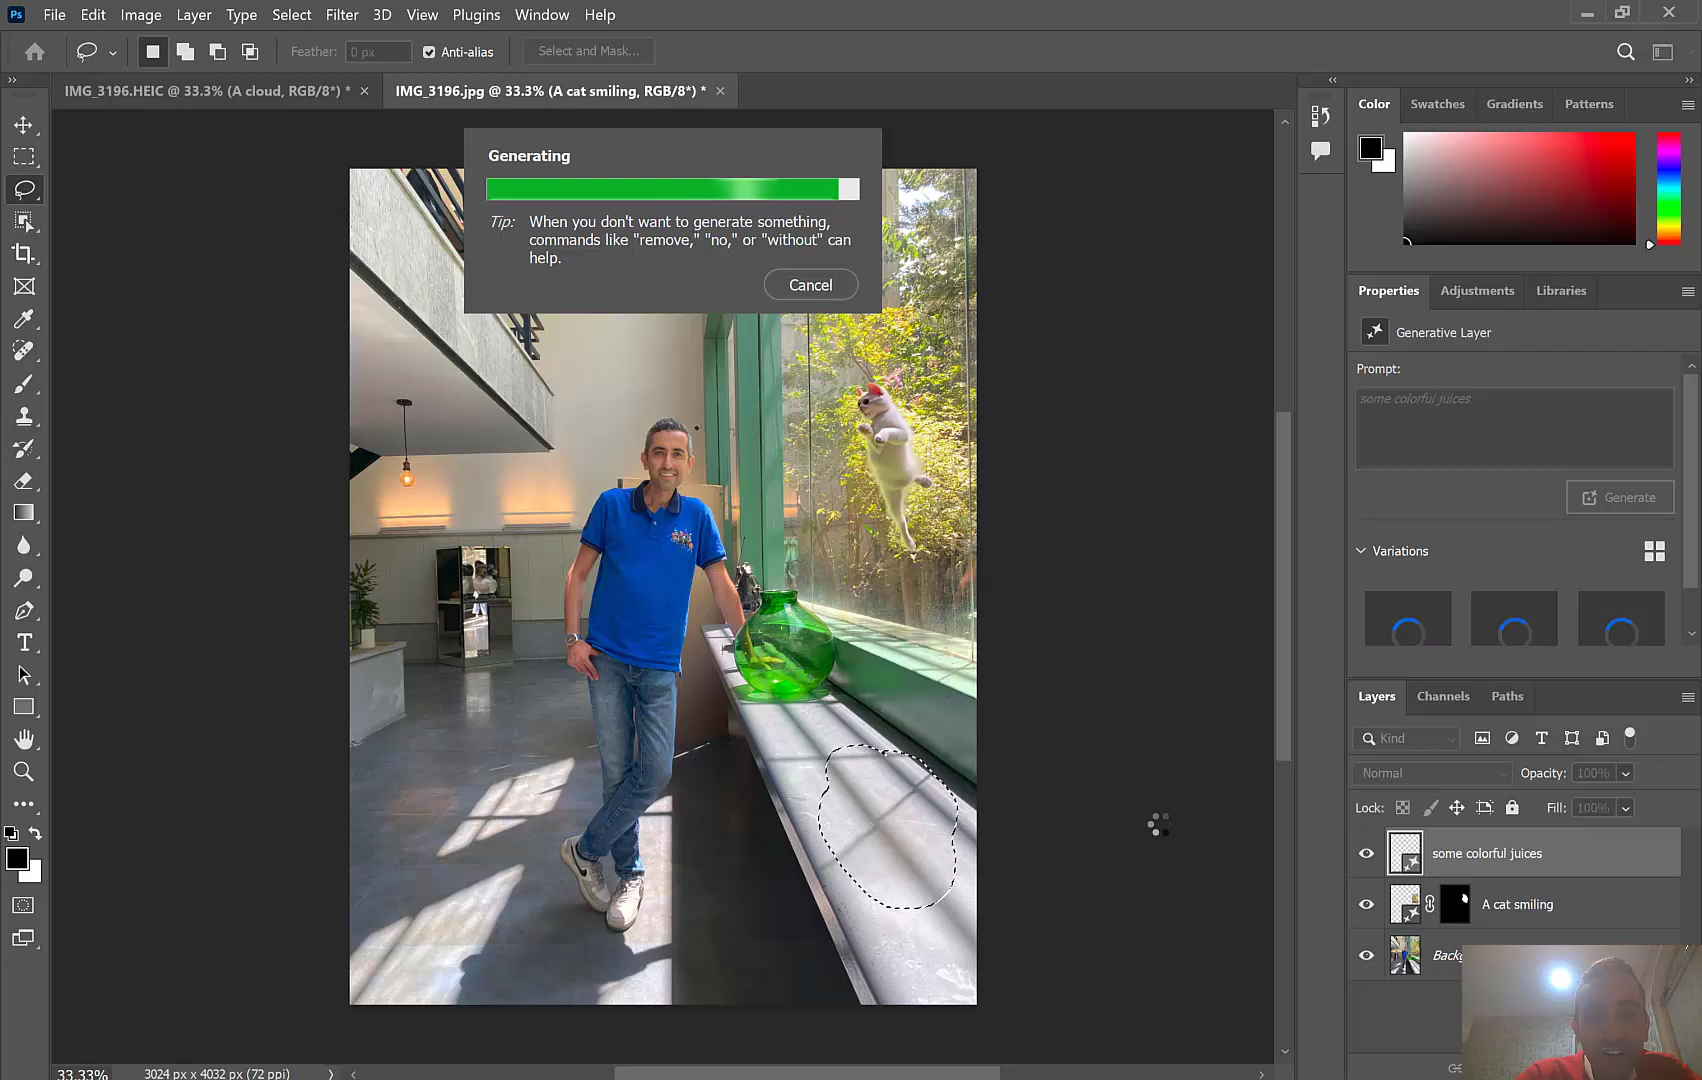 Ps File Edit Image Layer Type Select Filter 3D View Plugins Window Help
Feather: 0 px Anti-alias Select and Mask...
IMG_3196.HEIC @ 33.3% (A cloud, RGB/8*) * × IMG_3196.jpg @ 33.3% (A cat smiling, RGB/8*) * ×
Color Swatches Gradients Patterns
Generating
Tip: When you don't want to generate something,
commands like "remove," "no," or "without" can
help.
Cancel
Properties Adjustments Libraries
Generative Layer
Prompt:
some colorful juices
Generate
Variations
Layers Channels Paths
Kind
Normal Opacity: 100%
Lock: Fill: 100%
some colorful juices
A cat smiling
33.33% 3024 px x 4032 px (72 ppi)